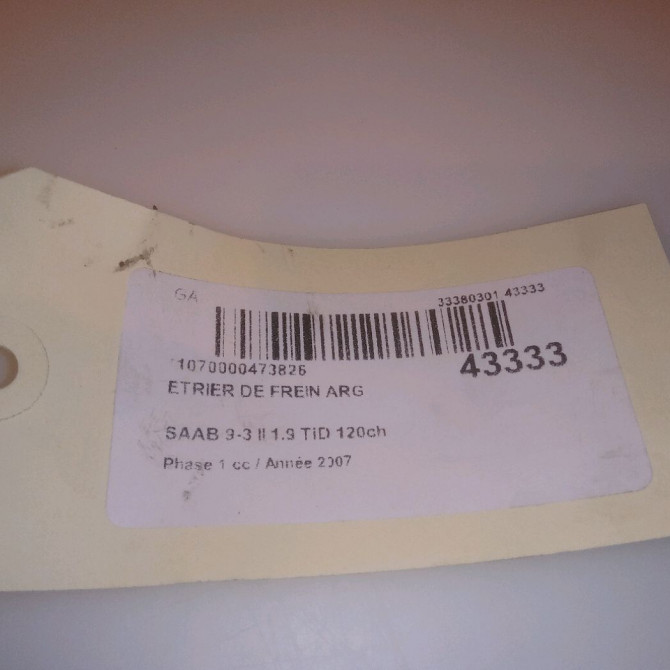 GA 33380301 43333
1070000473826 43333
ETRIER DE FREIN ARG
SAAB 9-3 II 1.9 TiD 120ch
Phase 1 cc / Année 2007